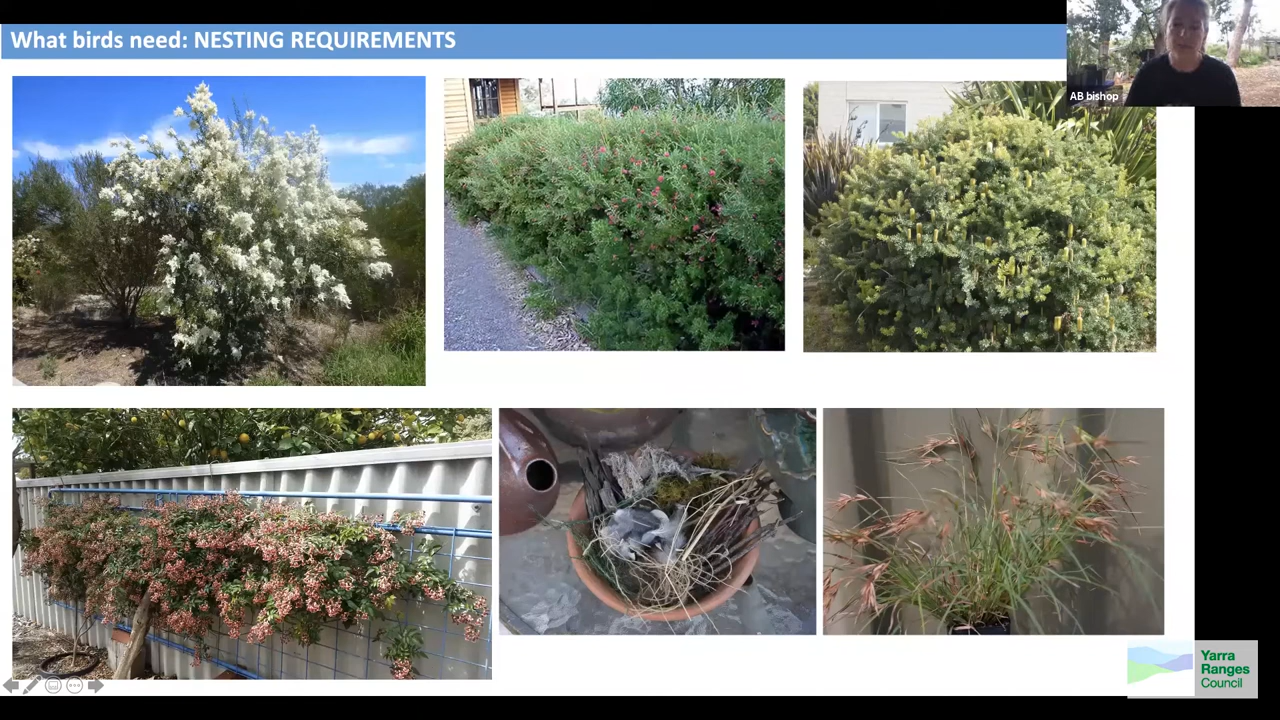 What birds need: NESTING REQUIREMENTS
AB bishop
Yarra
Ranges
Council